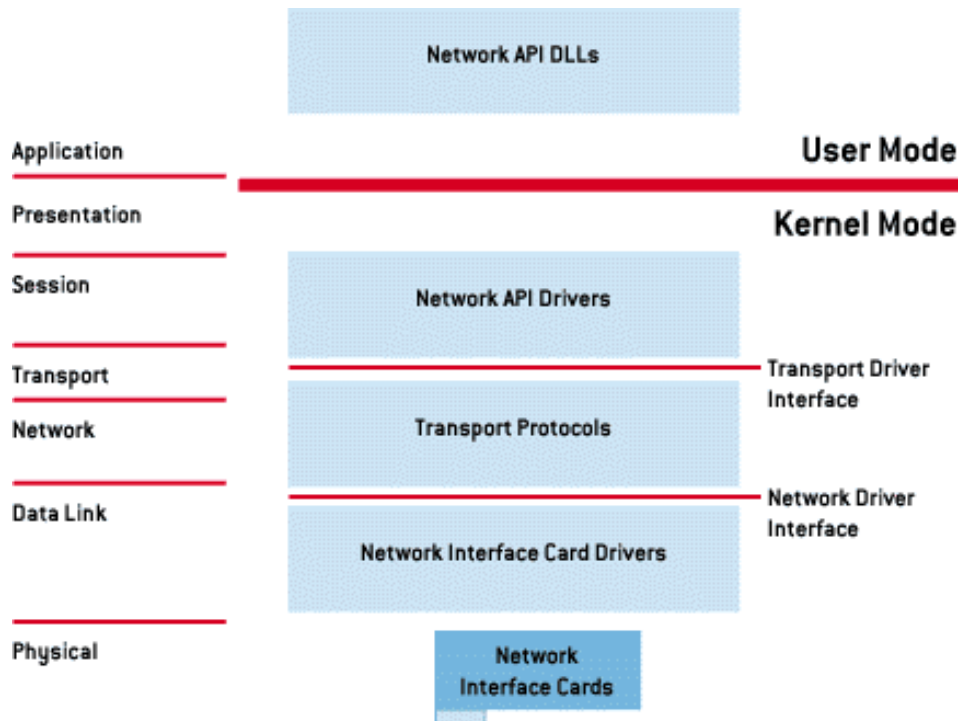 Network API DLLs
Application
User Mode
Presentation
Kernel Mode
Session
Network API Drivers
Transport
Transport Driver
Interface
Network
Transport Protocols
Data Link
Network Driver
Interface
Network Interface Card Drivers
Physical
Network
Interface Cards